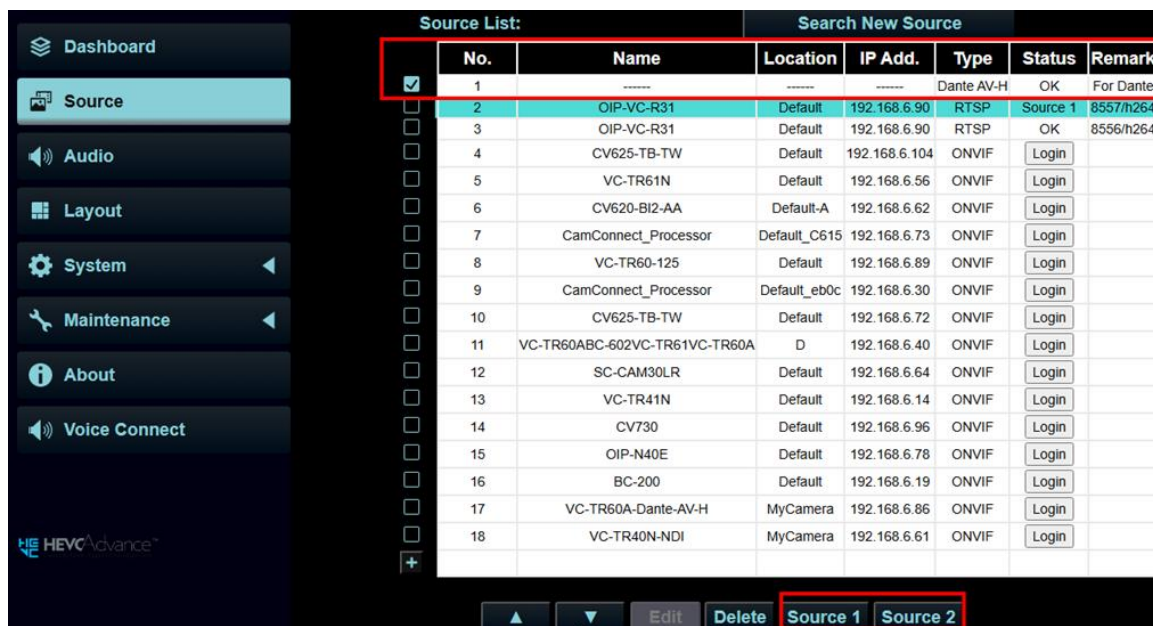 Source List: Search New Source
Dashboard
Source
Audio
Layout
System
Maintenance
About
Voice Connect
HEVC Advance™
No. Name Location IP Add. Type Status Remark
1 ------ ------ ------ Dante AV-H OK For Dante
2 OIP-VC-R31 Default 192.168.6.90 RTSP Source 1 8557/h264
3 OIP-VC-R31 Default 192.168.6.90 RTSP OK 8556/h264
4 CV625-TB-TW Default 192.168.6.104 ONVIF Login
5 VC-TR61N Default 192.168.6.56 ONVIF Login
6 CV620-BI2-AA Default-A 192.168.6.62 ONVIF Login
7 CamConnect_Processor Default_C615 192.168.6.73 ONVIF Login
8 VC-TR60-125 Default 192.168.6.89 ONVIF Login
9 CamConnect_Processor Default_eb0c 192.168.6.30 ONVIF Login
10 CV625-TB-TW Default 192.168.6.72 ONVIF Login
11 VC-TR60ABC-602VC-TR61VC-TR60A D 192.168.6.40 ONVIF Login
12 SC-CAM30LR Default 192.168.6.64 ONVIF Login
13 VC-TR41N Default 192.168.6.14 ONVIF Login
14 CV730 Default 192.168.6.96 ONVIF Login
15 OIP-N40E Default 192.168.6.78 ONVIF Login
16 BC-200 Default 192.168.6.19 ONVIF Login
17 VC-TR60A-Dante-AV-H MyCamera 192.168.6.86 ONVIF Login
18 VC-TR40N-NDI MyCamera 192.168.6.61 ONVIF Login
Edit Delete Source 1 Source 2